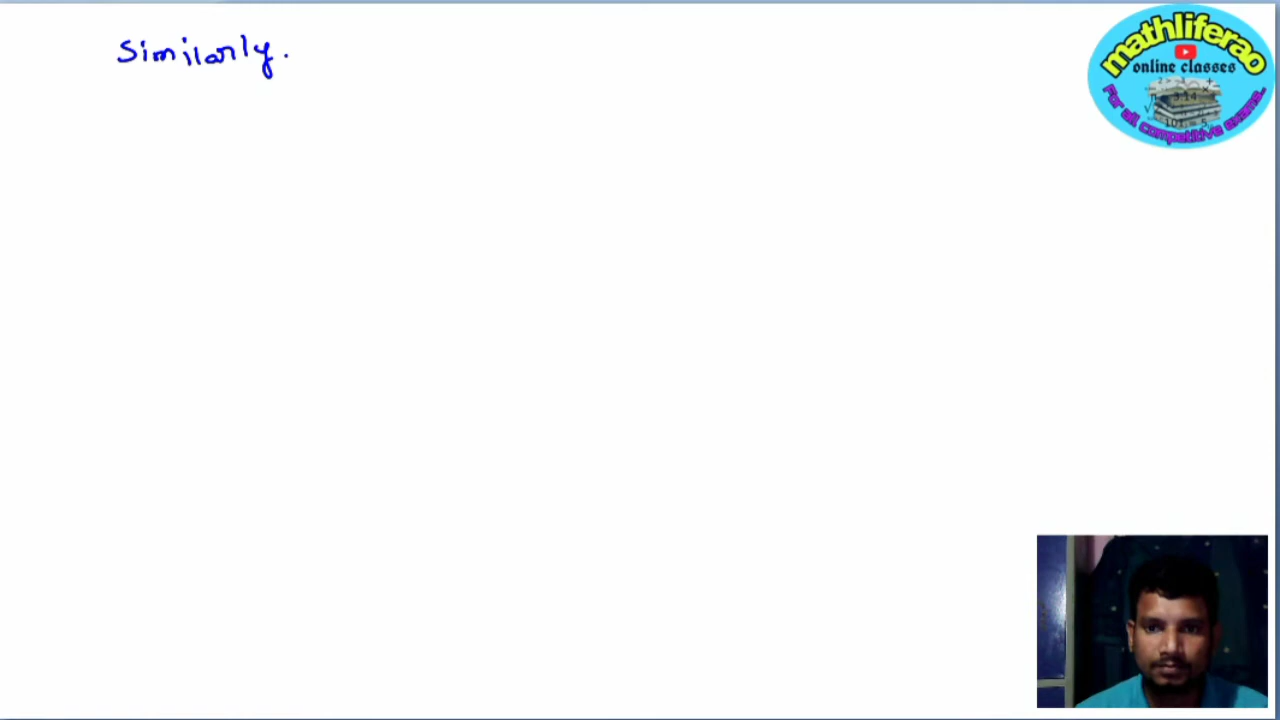 Similarly.
mathliferao
online classes
For all competitive exams..